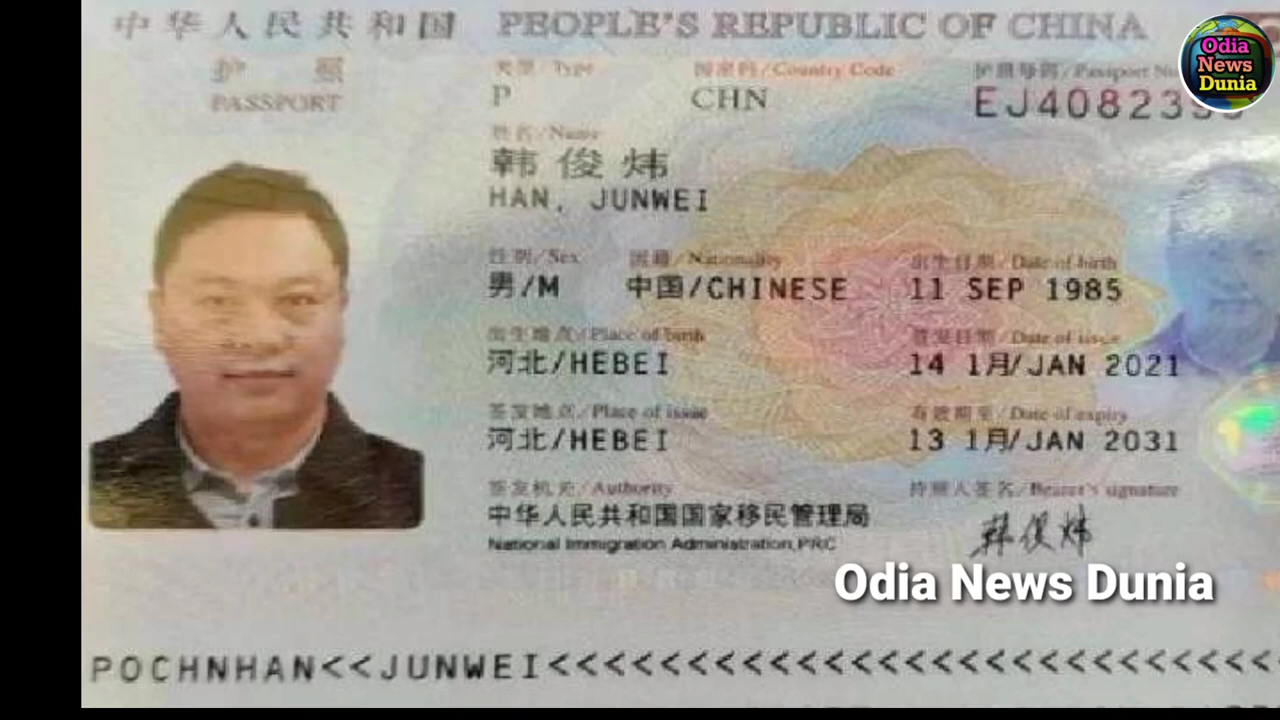 中华人民共和国 PEOPLE'S REPUBLIC OF CHINA
Odia
News
Dunia
护 照
PASSPORT
类型/Type 国家码/Country Code 护照号码/Passport No
P CHN
姓名/Name
韩俊炜
HAN, JUNWEI
性别/Sex 国籍/Nationality 出生日期/Date of birth
男/M 中国/CHINESE 11 SEP 1985
出生地点/Place of birth 签发日期/Date of issue
河北/HEBEI 14 1月/JAN 2021
签发地点/Place of issue 有效期至/Date of expiry
河北/HEBEI 13 1月/JAN 2031
签发机关/Authority 持照人签名/Bearer's signature
中华人民共和国国家移民管理局 韩俊炜
National Immigration Administration,PRC
Odia News Dunia
POCHNHAN<<JUNWEI<<<<<<<<<<<<<<<<<<<<<<<<<<